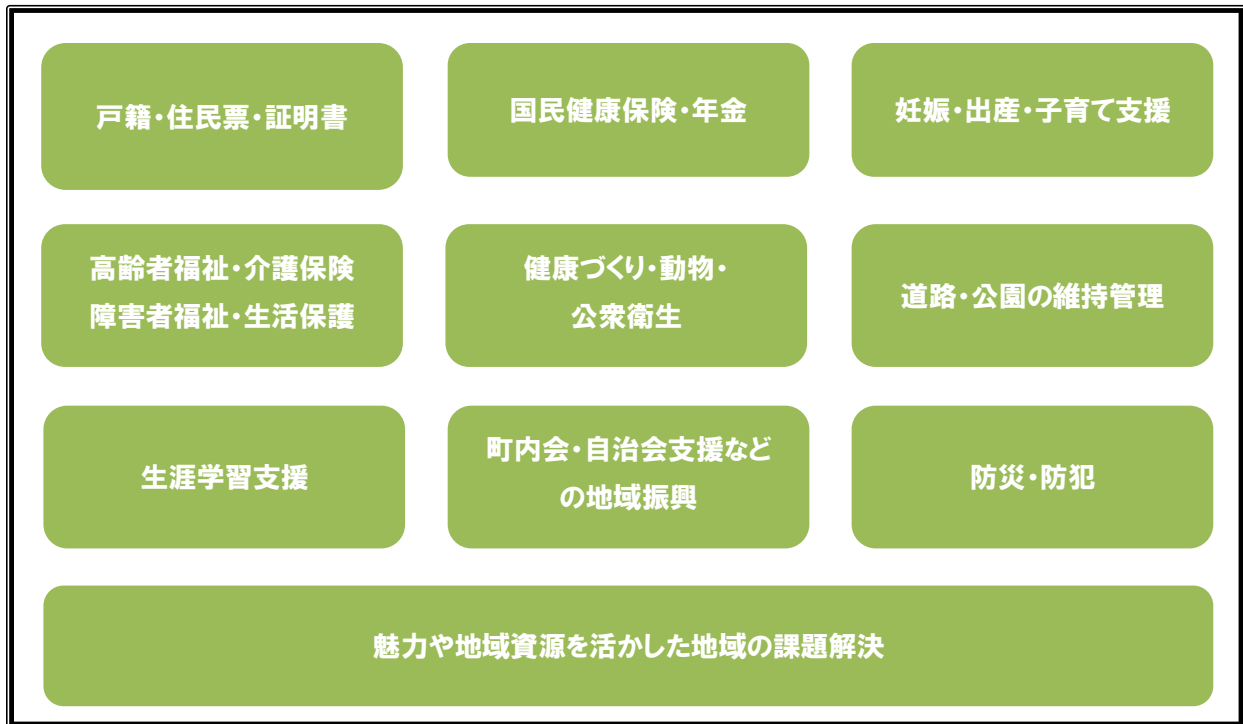 戸籍・住民票・証明書
国民健康保険・年金
妊娠・出産・子育て支援
高齢者福祉・介護保険
障害者福祉・生活保護
健康づくり・動物・
公衆衛生
道路・公園の維持管理
生涯学習支援
町内会・自治会支援など
の地域振興
防災・防犯
魅力や地域資源を活かした地域の課題解決